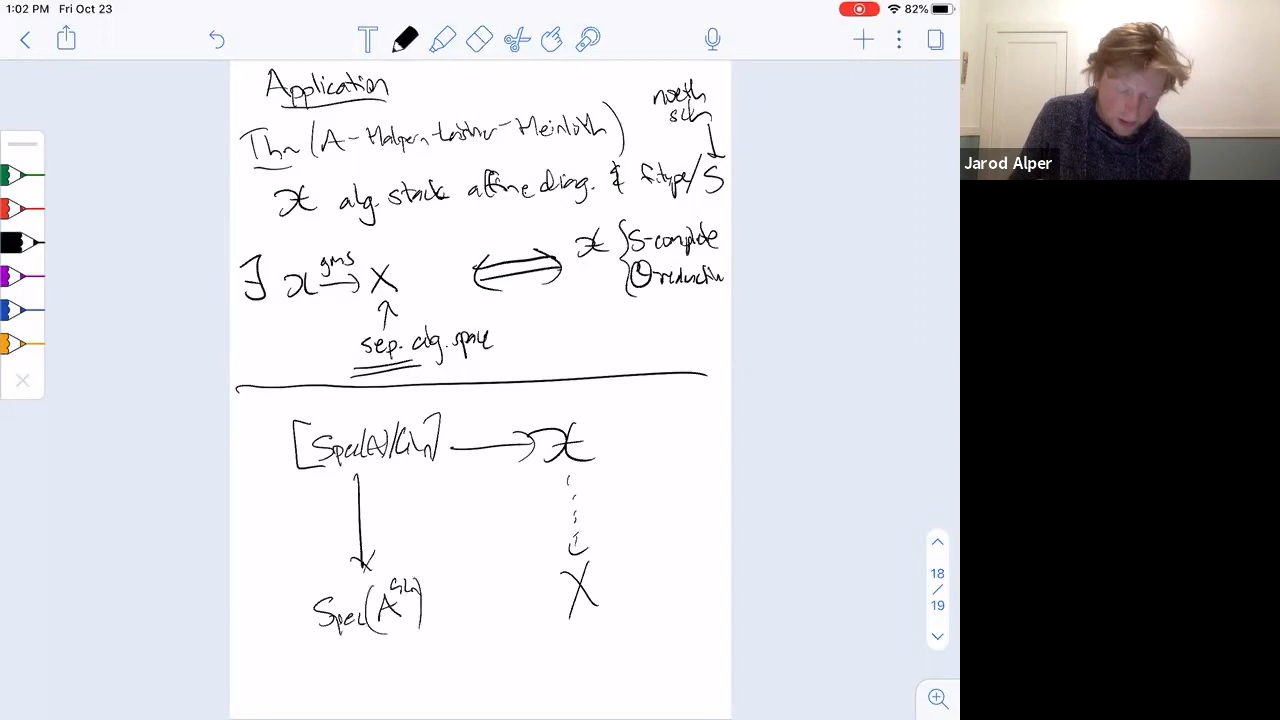 1:02 PM Fri Oct 23
82%
Application
noeth
sch
Thm (A-Halpern-Leistner-Heinloth)
𝒳 alg. stack affine diag. & f.type/S
∃ 𝒳 →gms X ⟺ 𝒳 { S-complete
Θ-reductive
sep. alg. space
[Spec(A)/GLn] → 𝒳
Spec(A^GLn) X
Jarod Alper
18
/
19